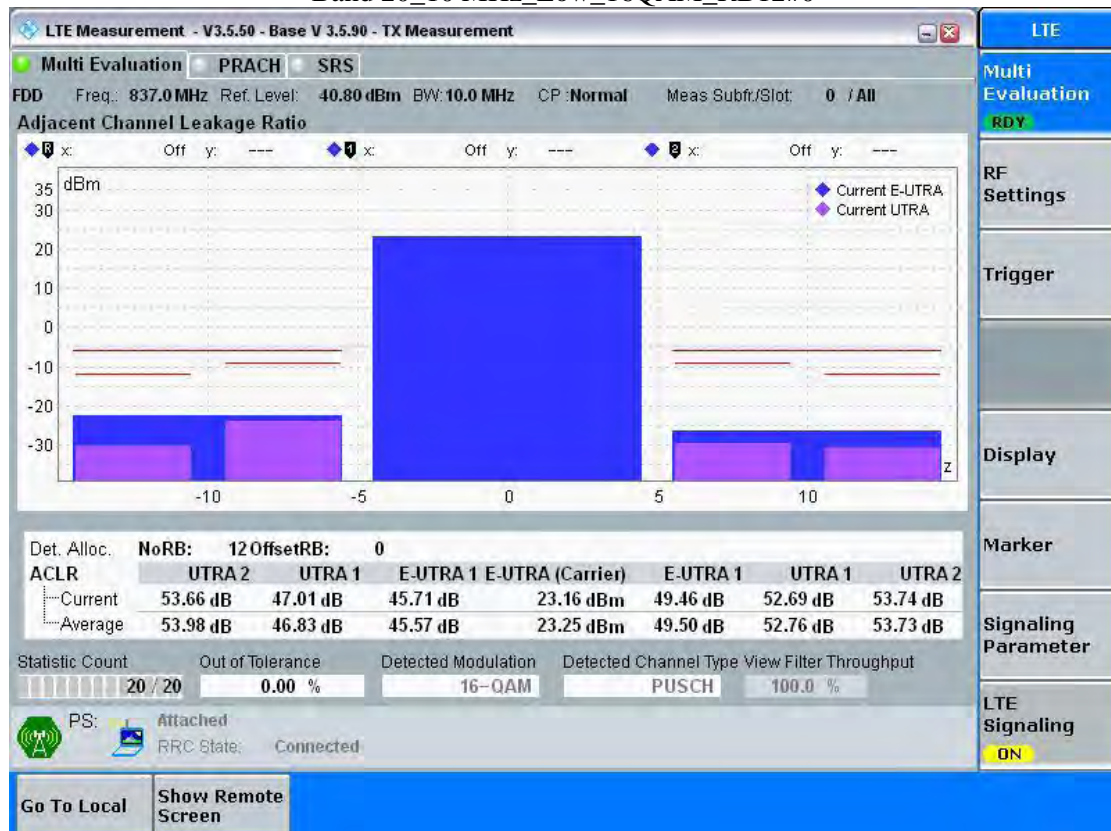 LTE Measurement - V3.5.50 - Base V 3.5.90 - TX Measurement
LTE
Multi Evaluation PRACH SRS
FDD Freq.: 837.0 MHz Ref. Level: 40.80 dBm BW: 10.0 MHz CP :Normal Meas Subfr./Slot: 0 / All
Adjacent Channel Leakage Ratio
R x: Off y: --- 1 x: Off y: --- 2 x: Off y: ---
dBm
Current E-UTRA
Current UTRA
35
30
20
10
0
-10
-20
-30
Z
-10 -5 0 5 10
Det. Alloc. NoRB: 12 OffsetRB: 0
ACLR UTRA 2 UTRA 1 E-UTRA 1 E-UTRA (Carrier) E-UTRA 1 UTRA 1 UTRA 2
Current 53.66 dB 47.01 dB 45.71 dB 23.16 dBm 49.46 dB 52.69 dB 53.74 dB
Average 53.98 dB 46.83 dB 45.57 dB 23.25 dBm 49.50 dB 52.76 dB 53.73 dB
Statistic Count Out of Tolerance Detected Modulation Detected Channel Type View Filter Throughput
20 / 20 0.00 % 16-QAM PUSCH 100.0 %
PS: Attached
RRC State: Connected
Multi
Evaluation
RDY
RF
Settings
Trigger
Display
Marker
Signaling
Parameter
LTE
Signaling
ON
Go To Local
Show Remote
Screen